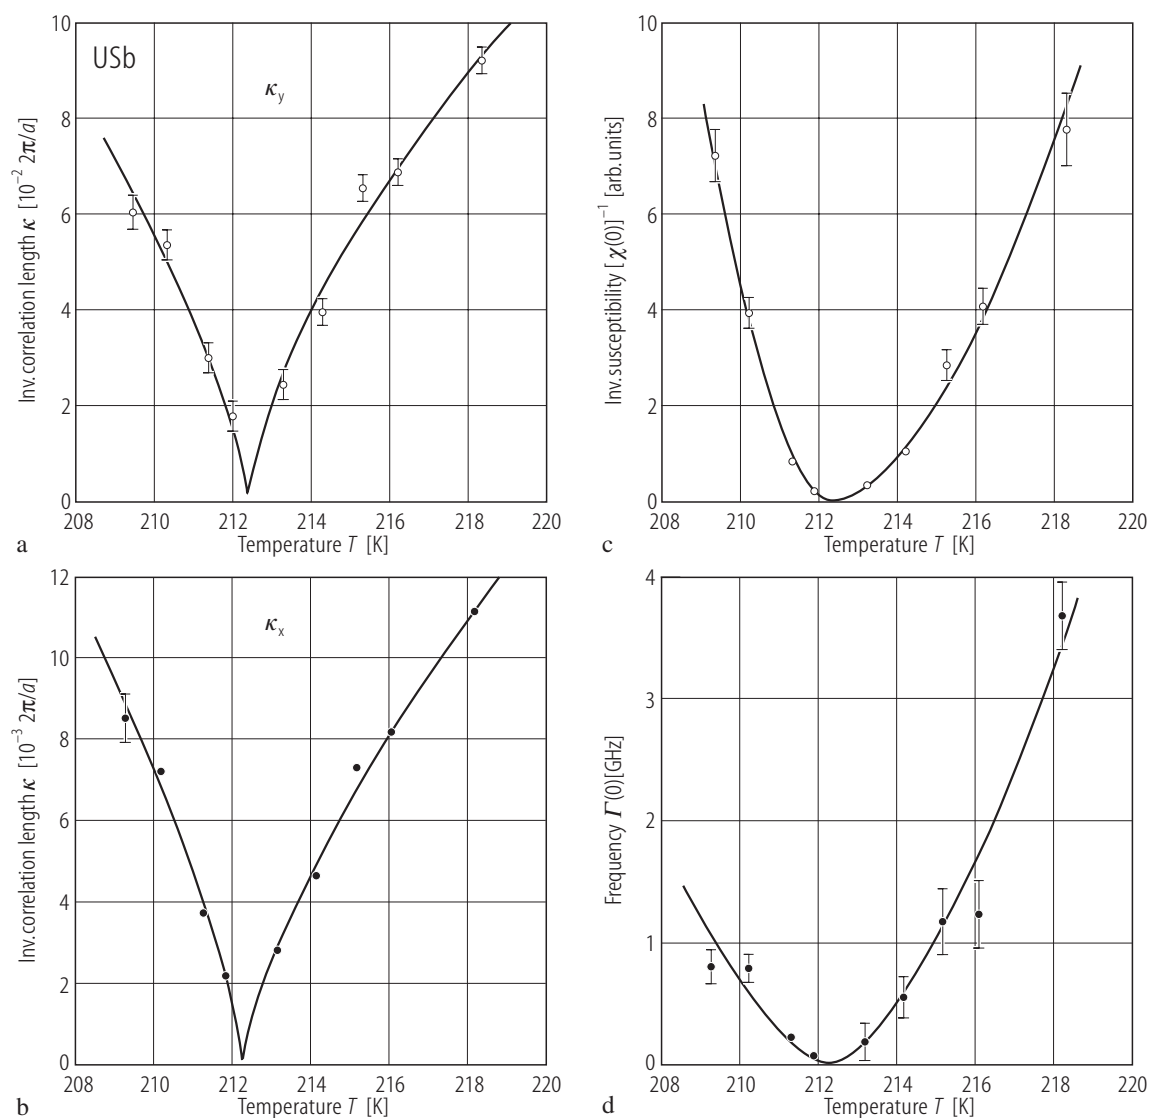 USb
κy
Inv. correlation length κ [10⁻² 2π/a]
10
8
6
4
2
0
208 210 212 214 216 218 220
Temperature T [K]
a
Inv. susceptibility [χ(0)]⁻¹ [arb. units]
10
8
6
4
2
0
208 210 212 214 216 218 220
Temperature T [K]
c
κx
Inv. correlation length κ [10⁻³ 2π/a]
12
10
8
6
4
2
0
208 210 212 214 216 218 220
Temperature T [K]
b
Frequency Γ(0)[GHz]
4
3
2
1
0
208 210 212 214 216 218 220
Temperature T [K]
d